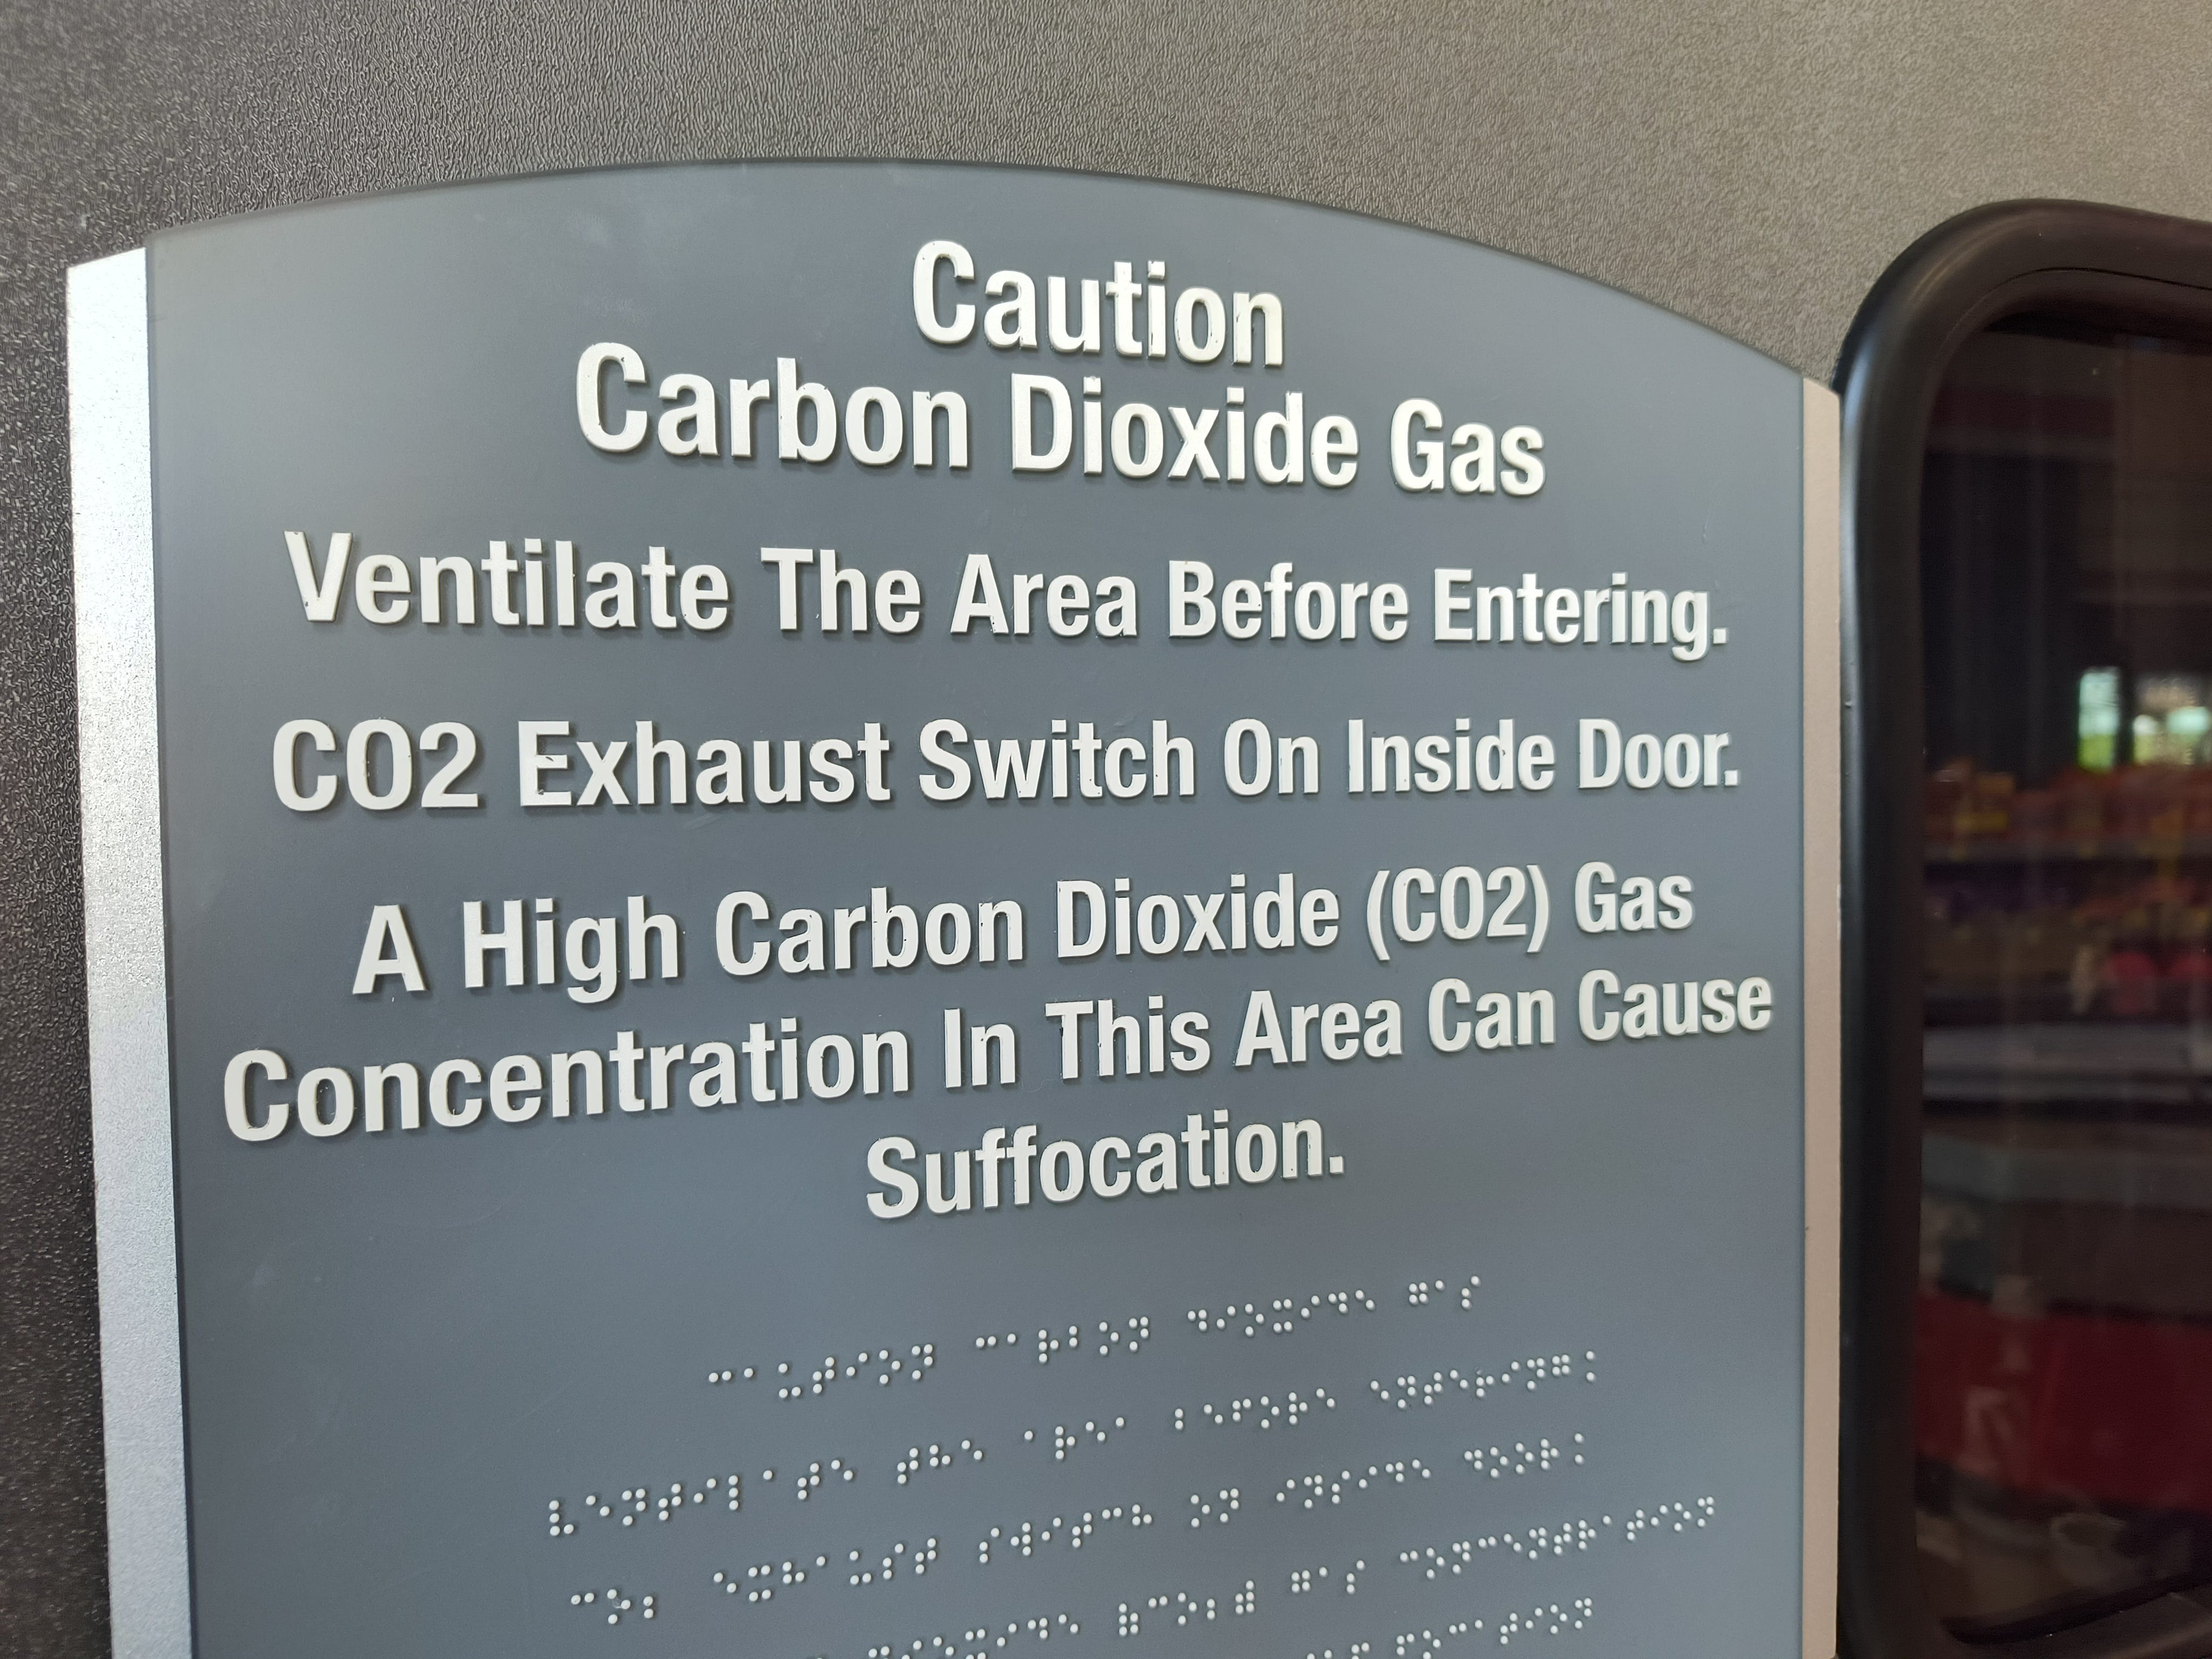 Caution
Carbon Dioxide Gas
Ventilate The Area Before Entering.
CO2 Exhaust Switch On Inside Door.
A High Carbon Dioxide (CO2) Gas
Concentration In This Area Can Cause
Suffocation.
⠉⠁⠥⠞⠊⠕⠝ ⠉⠁⠗⠃⠕⠝ ⠙⠊⠕⠭⠊⠙⠑ ⠛⠁⠎
⠧⠑⠝⠞⠊⠇⠁⠞⠑ ⠞⠓⠑ ⠁⠗⠑⠁ ⠃⠑⠋⠕⠗⠑ ⠑⠝⠞⠑⠗⠊⠝⠛